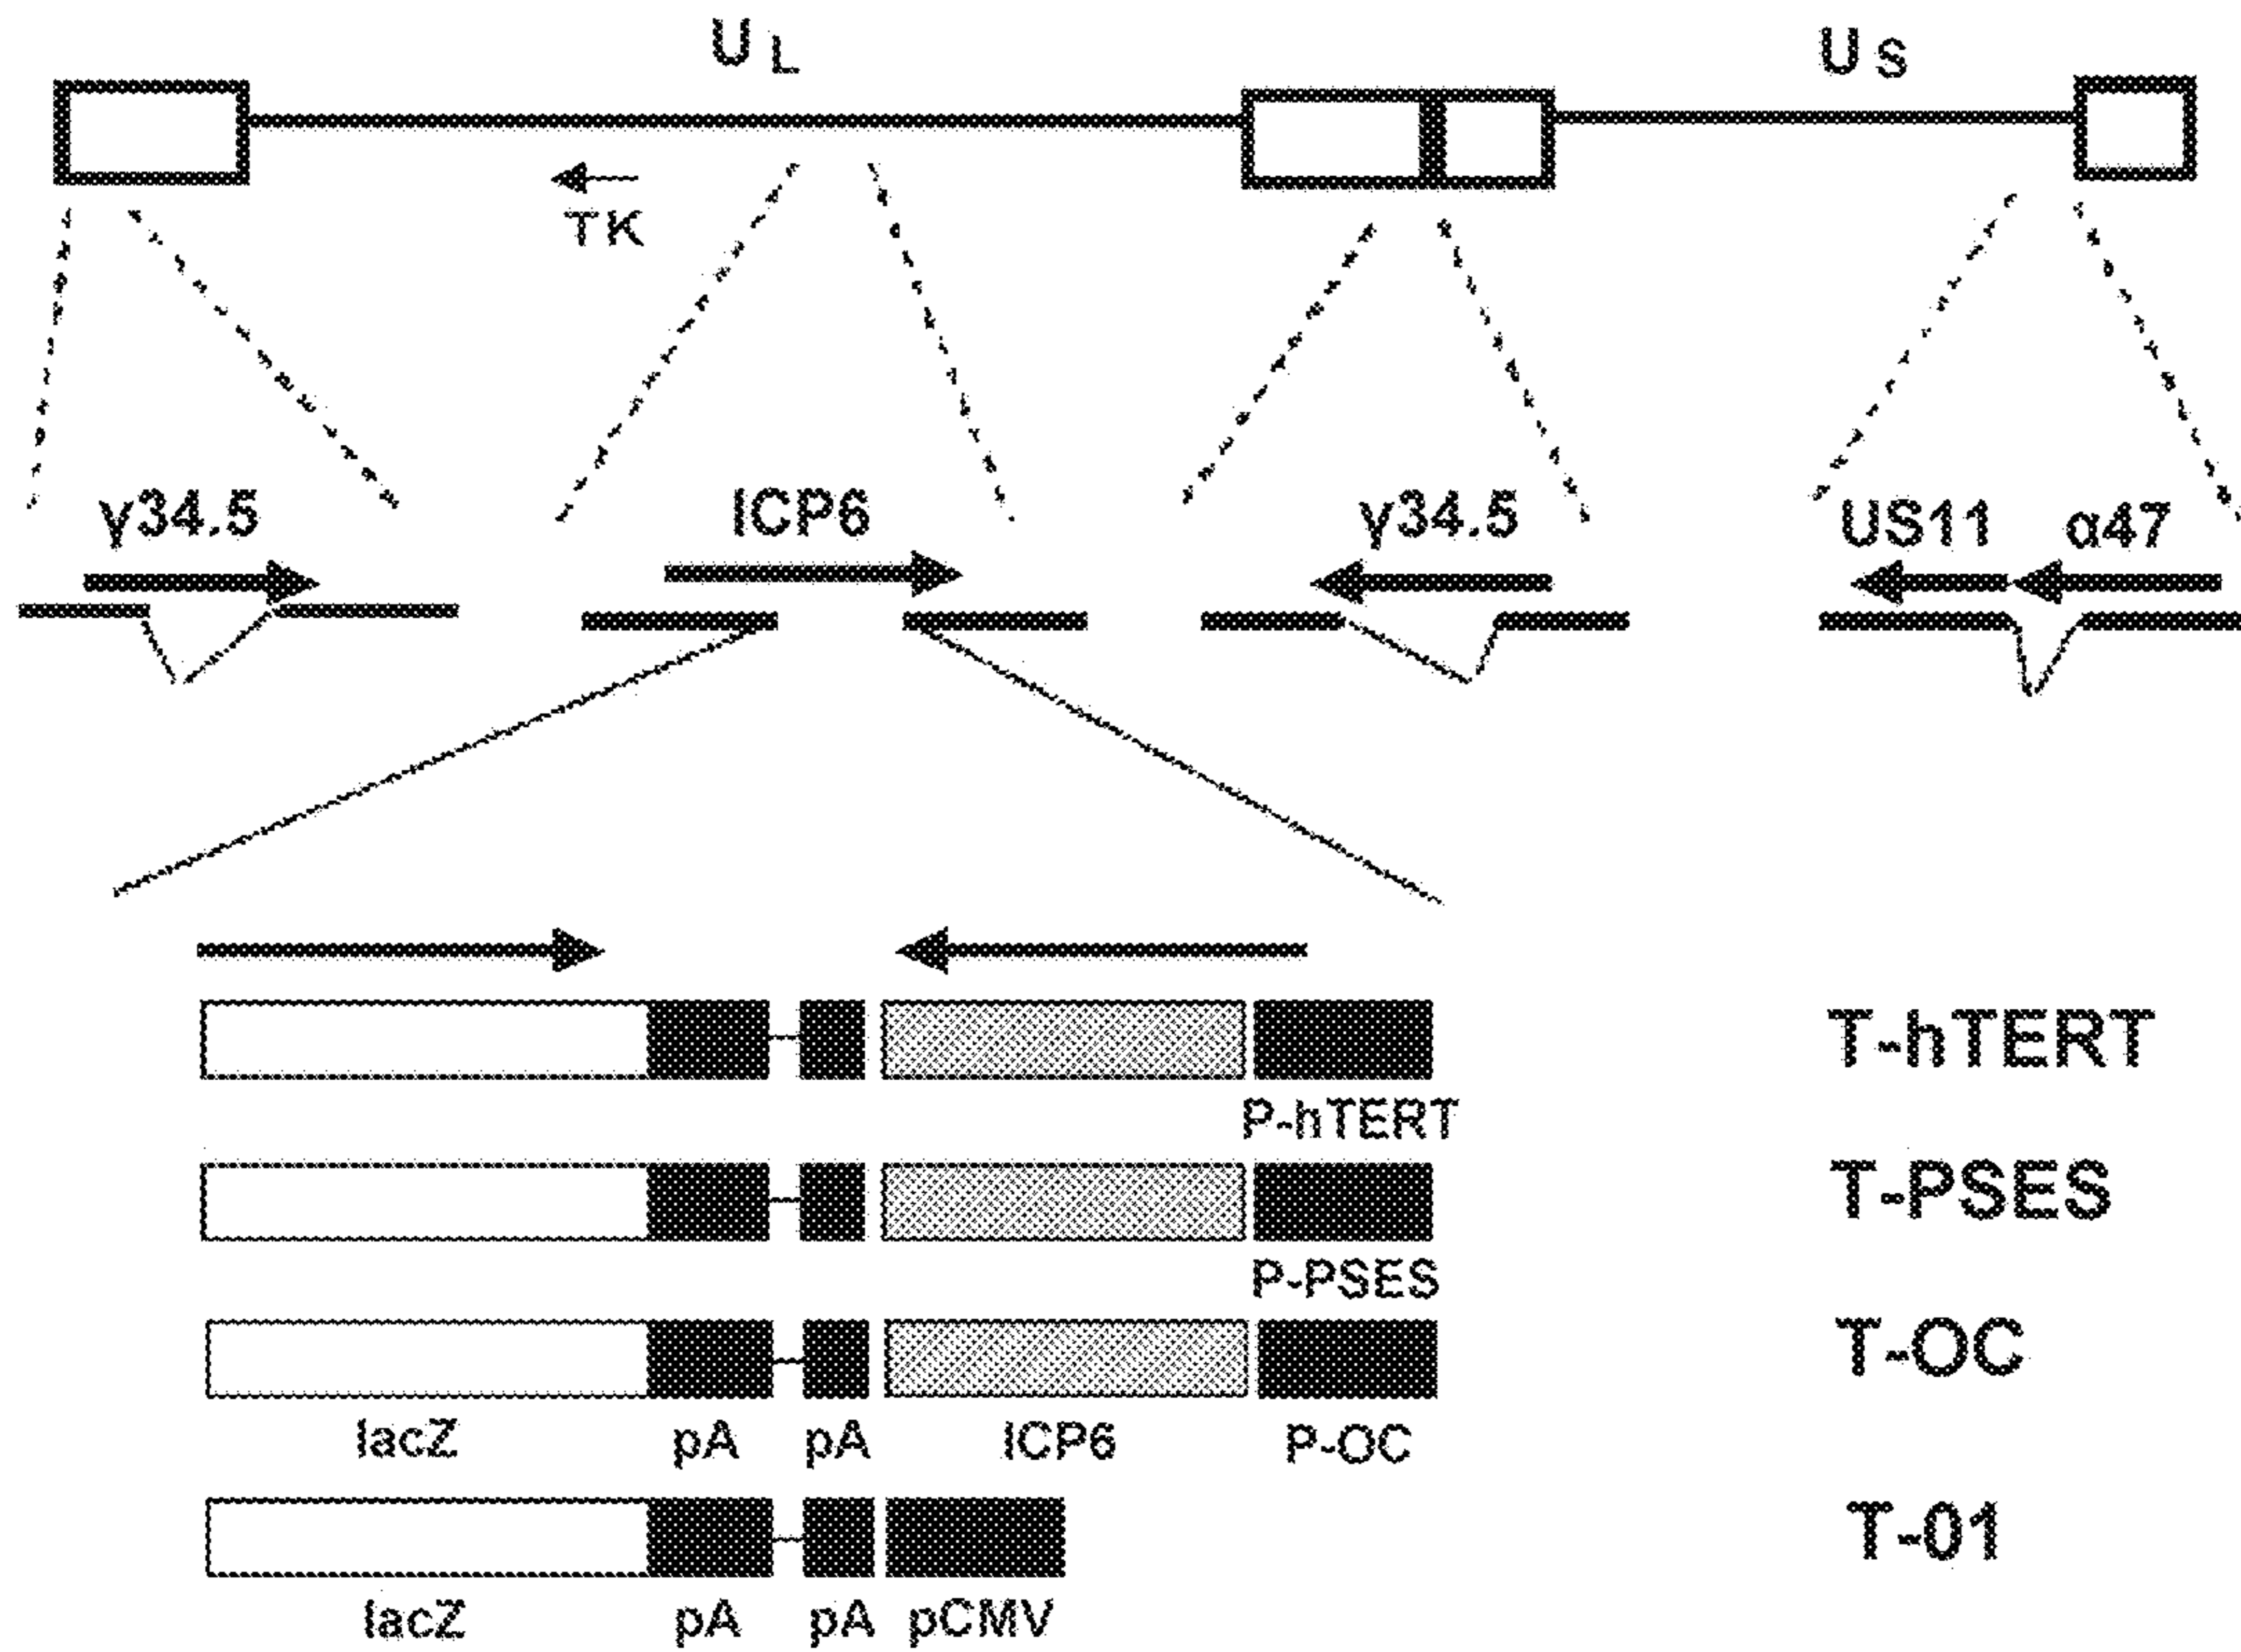 UL US
TK
γ34.5 ICP6 γ34.5 US11 α47
T-hTERT
P-hTERT
T-PSES
P-PSES
T-OC
lacZ pA pA ICP6 P-OC
T-01
lacZ pA pA pCMV